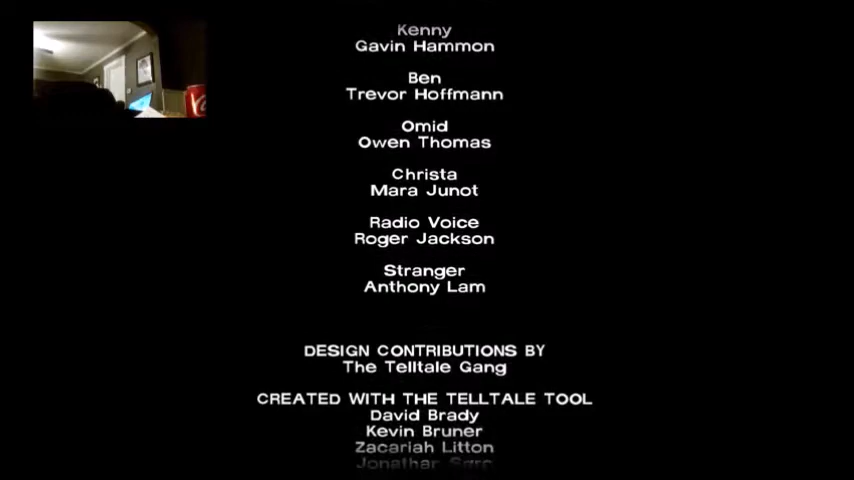 Kenny
Gavin Hammon
Ben
Trevor Hoffmann
Omid
Owen Thomas
Christa
Mara Junot
Radio Voice
Roger Jackson
Stranger
Anthony Lam
DESIGN CONTRIBUTIONS BY
The Telltale Gang
CREATED WITH THE TELLTALE TOOL
David Brady
Kevin Bruner
Zacariah Litton